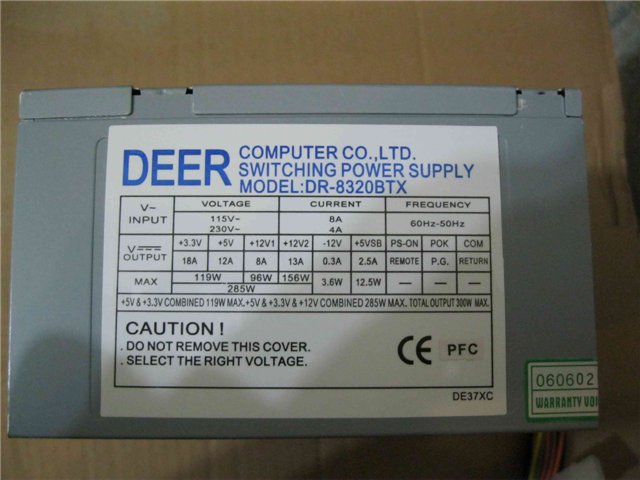 DEER COMPUTER CO.,LTD.
SWITCHING POWER SUPPLY
MODEL:DR-8320BTX
V~ INPUT VOLTAGE CURRENT FREQUENCY
115V~ 8A 60Hz-50Hz
230V~ 4A
V OUTPUT +3.3V +5V +12V1 +12V2 -12V +5VSB PS-ON POK COM
18A 12A 8A 13A 0.3A 2.5A REMOTE P.G. RETURN
MAX 119W 96W 156W 3.6W 12.5W — — —
285W
+5V & +3.3V COMBINED 119W MAX.+5V & +3.3V & +12V COMBINED 285W MAX. TOTAL OUTPUT 300W MAX.
CAUTION !
. DO NOT REMOVE THIS COVER.
. SELECT THE RIGHT VOLTAGE.
CE PFC
DE37XC
060602
WARRANTY VOI